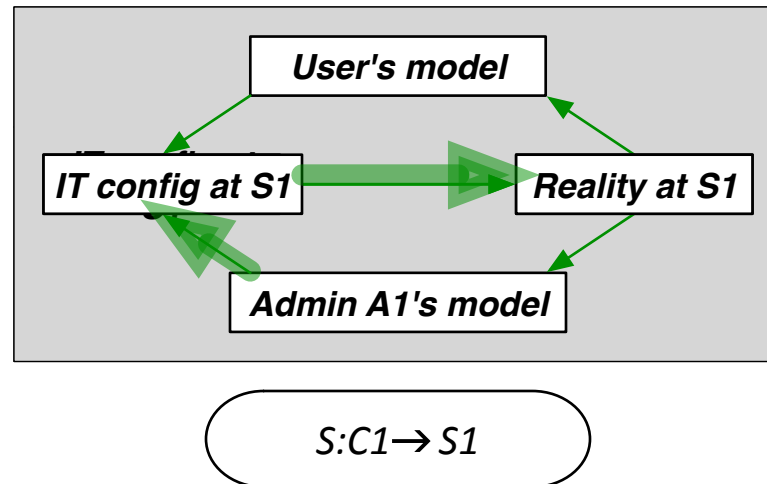 User's model
IT config at S1
Reality at S1
Admin A1's model
S:C1→ S1